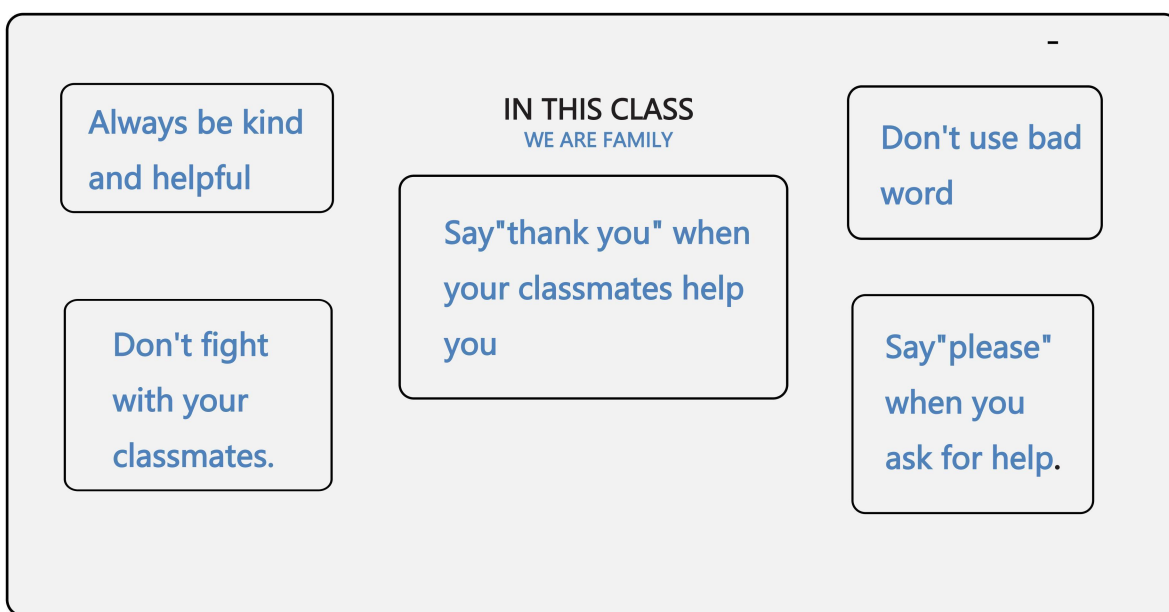 -
IN THIS CLASS
WE ARE FAMILY
Always be kind
and helpful
Say"thank you" when
your classmates help
you
Don't use bad
word
Don't fight
with your
classmates.
Say"please"
when you
ask for help.